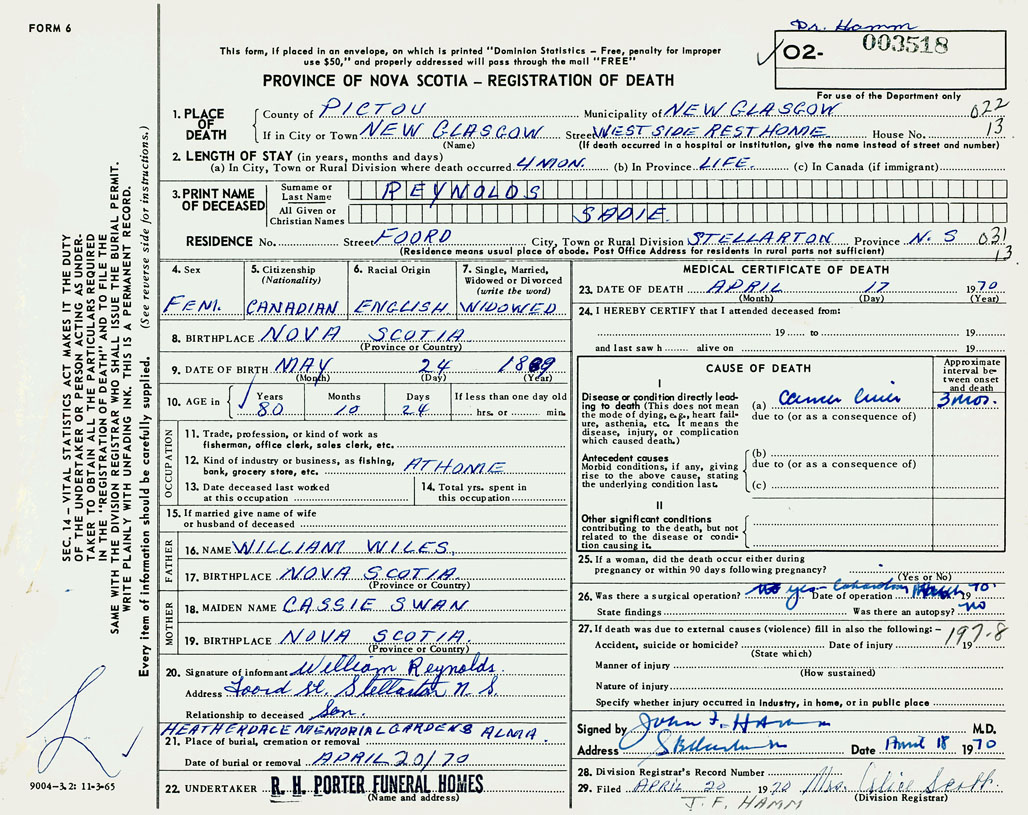 FORM 6
Dr. Hamm
This form, if placed in an envelope, on which is printed "Dominion Statistics – Free, penalty for improper
use $50," and properly addressed will pass through the mail "FREE"
O2- 003518
PROVINCE OF NOVA SCOTIA – REGISTRATION OF DEATH
For use of the Department only
1. PLACE OF DEATH
County of PICTOU Municipality of NEW GLASGOW 022
If in City or Town NEW GLASGOW Street WEST SIDE REST HOME House No. 13
(Name) (If death occurred in a hospital or institution, give the name instead of street and number)
2. LENGTH OF STAY (in years, months and days)
(a) In City, Town or Rural Division where death occurred 4 MON. (b) In Province LIFE. (c) In Canada (if immigrant)
3. PRINT NAME OF DECEASED
Surname or Last Name REYNOLDS
All Given or Christian Names SADIE
RESIDENCE No. Street FOORD City, Town or Rural Division STELLARTON Province N.S 031
(Residence means usual place of abode. Post Office Address for residents in rural parts not sufficient) 13.
4. Sex FEM.
5. Citizenship (Nationality) CANADIAN
6. Racial Origin ENGLISH
7. Single, Married, Widowed or Divorced (write the word) WIDOWED
8. BIRTHPLACE NOVA SCOTIA
(Province or Country)
9. DATE OF BIRTH MAY 24 1889
(Month) (Day) (Year)
10. AGE in Years 80 Months 10 Days 24 If less than one day old hrs. or min.
OCCUPATION
11. Trade, profession, or kind of work as
fisherman, office clerk, sales clerk, etc.
12. Kind of industry or business, as fishing,
bank, grocery store, etc. AT HOME
13. Date deceased last worked
at this occupation
14. Total yrs. spent in
this occupation
15. If married give name of wife
or husband of deceased
FATHER
16. NAME WILLIAM WILES.
17. BIRTHPLACE NOVA SCOTIA
(Province or Country)
MOTHER
18. MAIDEN NAME CASSIE SWAN
19. BIRTHPLACE NOVA SCOTIA.
(Province or Country)
20. Signature of informant William Reynolds.
Address Foord St. Stellarton N.S.
Relationship to deceased Son.
HEATHERDALE MEMORIAL GARDENS ALMA.
21. Place of burial, cremation or removal
Date of burial or removal APRIL 20/70
22. UNDERTAKER R. H. PORTER FUNERAL HOMES
(Name and address)
MEDICAL CERTIFICATE OF DEATH
23. DATE OF DEATH APRIL 17 1970
(Month) (Day) (Year)
24. I HEREBY CERTIFY that I attended deceased from:
19 to 19
and last saw h alive on 19
CAUSE OF DEATH
Approximate interval between onset and death
I
Disease or condition directly leading to death (This does not mean the mode of dying, e.g., heart failure, asthenia, etc. It means the disease, injury, or complication which caused death.)
(a) cancer 3 mos.
due to (or as a consequence of)
Antecedent causes
Morbid conditions, if any, giving rise to the above cause, stating the underlying condition last.
(b)
due to (or as a consequence of)
(c)
II
Other significant conditions
contributing to the death, but not related to the disease or condition causing it.
25. If a woman, did the death occur either during
pregnancy or within 90 days following pregnancy?
(Yes or No)
26. Was there a surgical operation? yes Date of operation 1970
State findings Was there an autopsy? no
27. If death was due to external causes (violence) fill in also the following: – 197-8
Accident, suicide or homicide? Date of injury 19
(State which)
Manner of injury
(How sustained)
Nature of injury
Specify whether injury occurred in Industry, in home, or in public place
Signed by John F. HAMM M.D.
Address Date April 18 1970
28. Division Registrar's Record Number
29. Filed APRIL 20 1970 Mrs. Alice Scott.
(Division Registrar)
J. F. HAMM
SEC. 14 – VITAL STATISTICS ACT MAKES IT THE DUTY
OF THE UNDERTAKER OR PERSON ACTING AS UNDER-
TAKER TO OBTAIN ALL THE PARTICULARS REQUIRED
IN THE "REGISTRATION OF DEATH" AND TO FILE THE
SAME WITH THE DIVISION REGISTRAR WHO SHALL ISSUE THE BURIAL PERMIT.
WRITE PLAINLY WITH UNFADING INK. THIS IS A PERMANENT RECORD.
Every item of information should be carefully supplied. (See reverse side for instructions.)
9004-3.2: 11-3-65